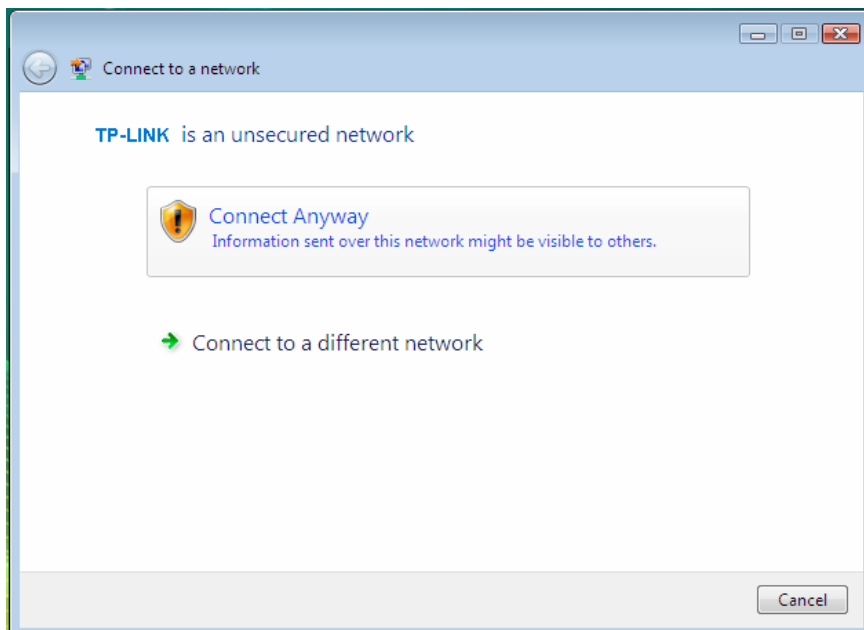 Connect to a network
TP-LINK is an unsecured network
Connect Anyway
Information sent over this network might be visible to others.
Connect to a different network
Cancel